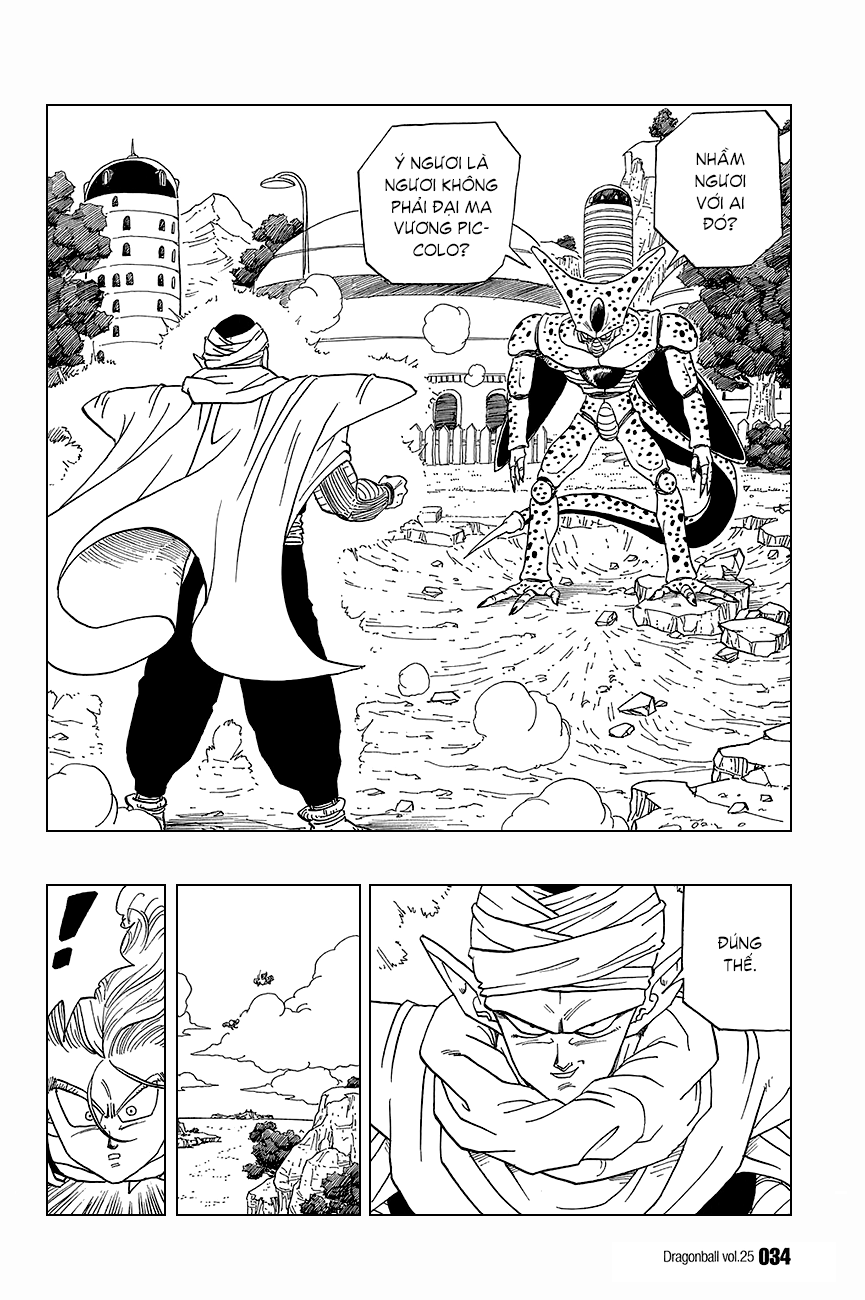 NHẦM
NGƯƠI
VỚI AI
ĐÓ?
Ý NGƯƠI LÀ
NGƯƠI KHÔNG
PHẢI ĐẠI MA
VƯƠNG PIC-
COLO?
ĐÚNG
THẾ.
!
Dragonball vol.25 034